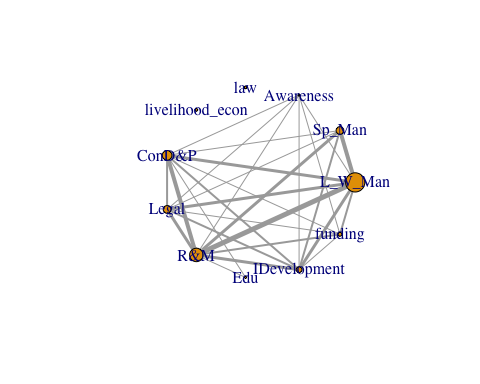 law
Awareness
livelihood_econ
Sp_Man
ConD&P
L_W_Man
Legal
funding
R&M
IDevelopment
Edu